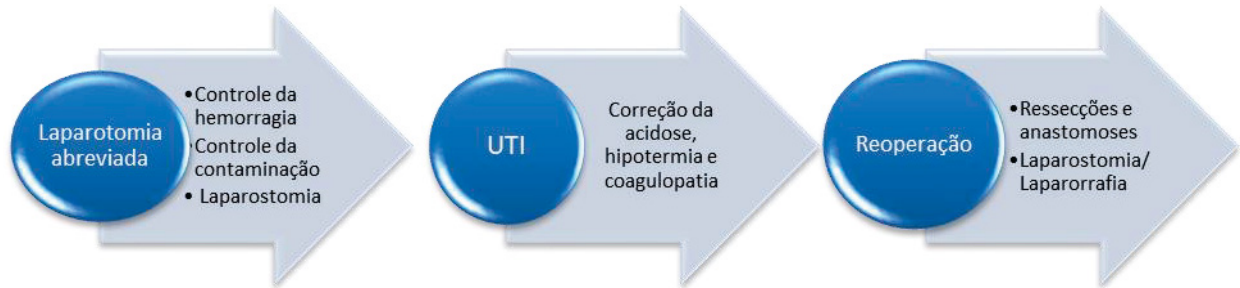 Laparotomia
abreviada
•Controle da
hemorragia
•Controle da
contaminação
• Laparostomia
UTI
Correção da
acidose,
hipotermia e
coagulopatia
Reoperação
•Ressecções e
anastomoses
•Laparostomia/
Laparorrafia